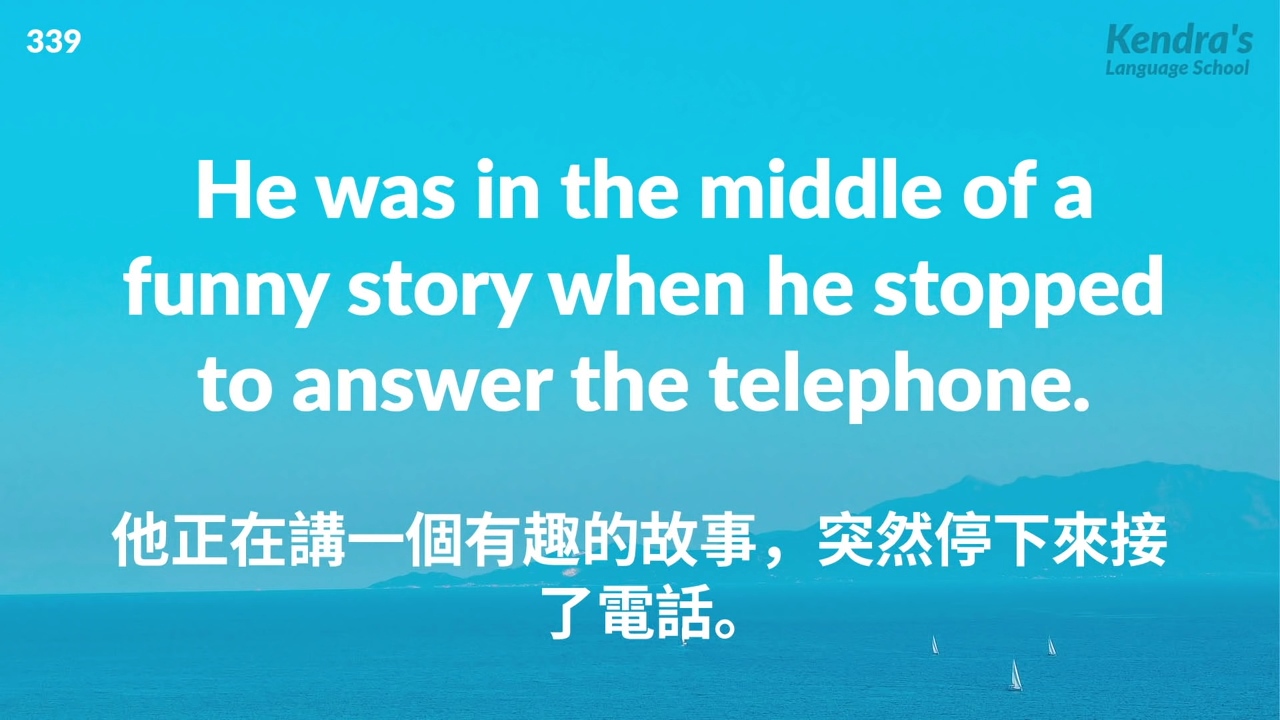 339
Kendra's
Language School
He was in the middle of a
funny story when he stopped
to answer the telephone.
他正在講一個有趣的故事，突然停下來接
了電話。